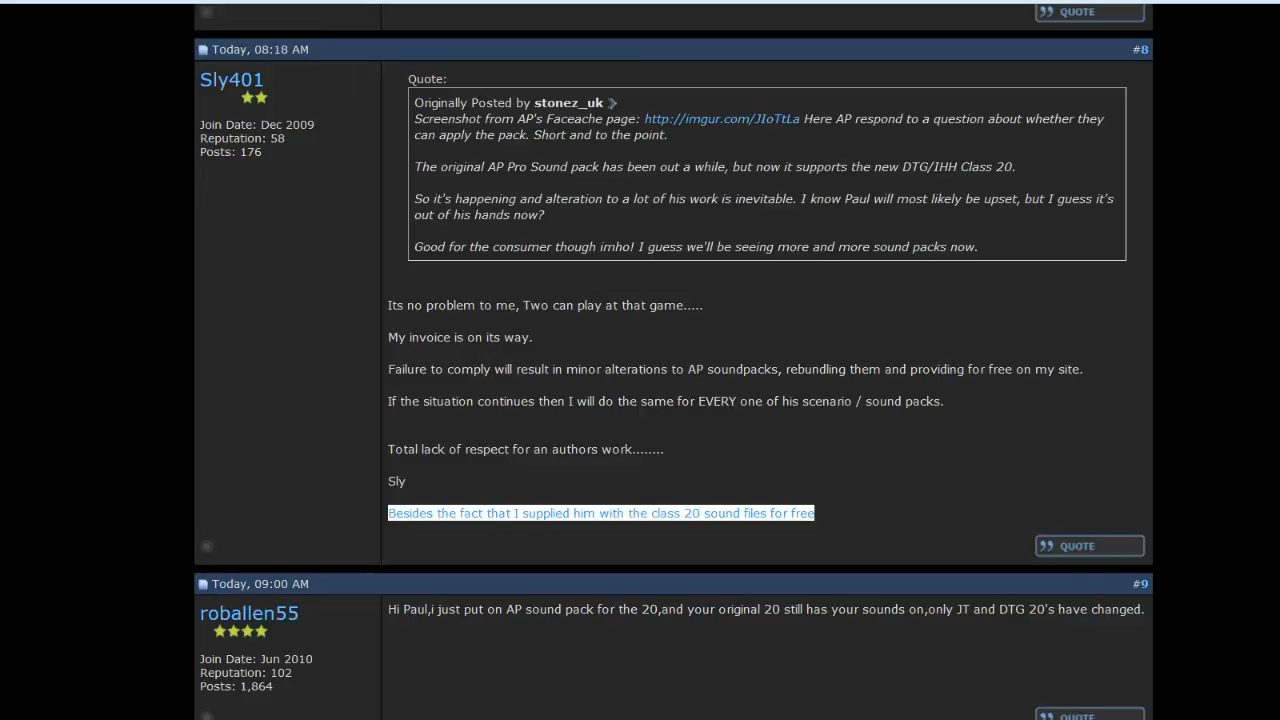 QUOTE
Today, 08:18 AM #8
Sly401
Join Date: Dec 2009
Reputation: 58
Posts: 176
Quote:
Originally Posted by stonez_uk
Screenshot from AP's Faceache page: http://imgur.com/JIoTtLa Here AP respond to a question about whether they
can apply the pack. Short and to the point.
The original AP Pro Sound pack has been out a while, but now it supports the new DTG/IHH Class 20.
So it's happening and alteration to a lot of his work is inevitable. I know Paul will most likely be upset, but I guess it's
out of his hands now?
Good for the consumer though imho! I guess we'll be seeing more and more sound packs now.
Its no problem to me, Two can play at that game.....
My invoice is on its way.
Failure to comply will result in minor alterations to AP soundpacks, rebundling them and providing for free on my site.
If the situation continues then I will do the same for EVERY one of his scenario / sound packs.
Total lack of respect for an authors work........
Sly
Besides the fact that I supplied him with the class 20 sound files for free
QUOTE
Today, 09:00 AM #9
roballen55
Join Date: Jun 2010
Reputation: 102
Posts: 1,864
Hi Paul,i just put on AP sound pack for the 20,and your original 20 still has your sounds on,only JT and DTG 20's have changed.
QUOTE